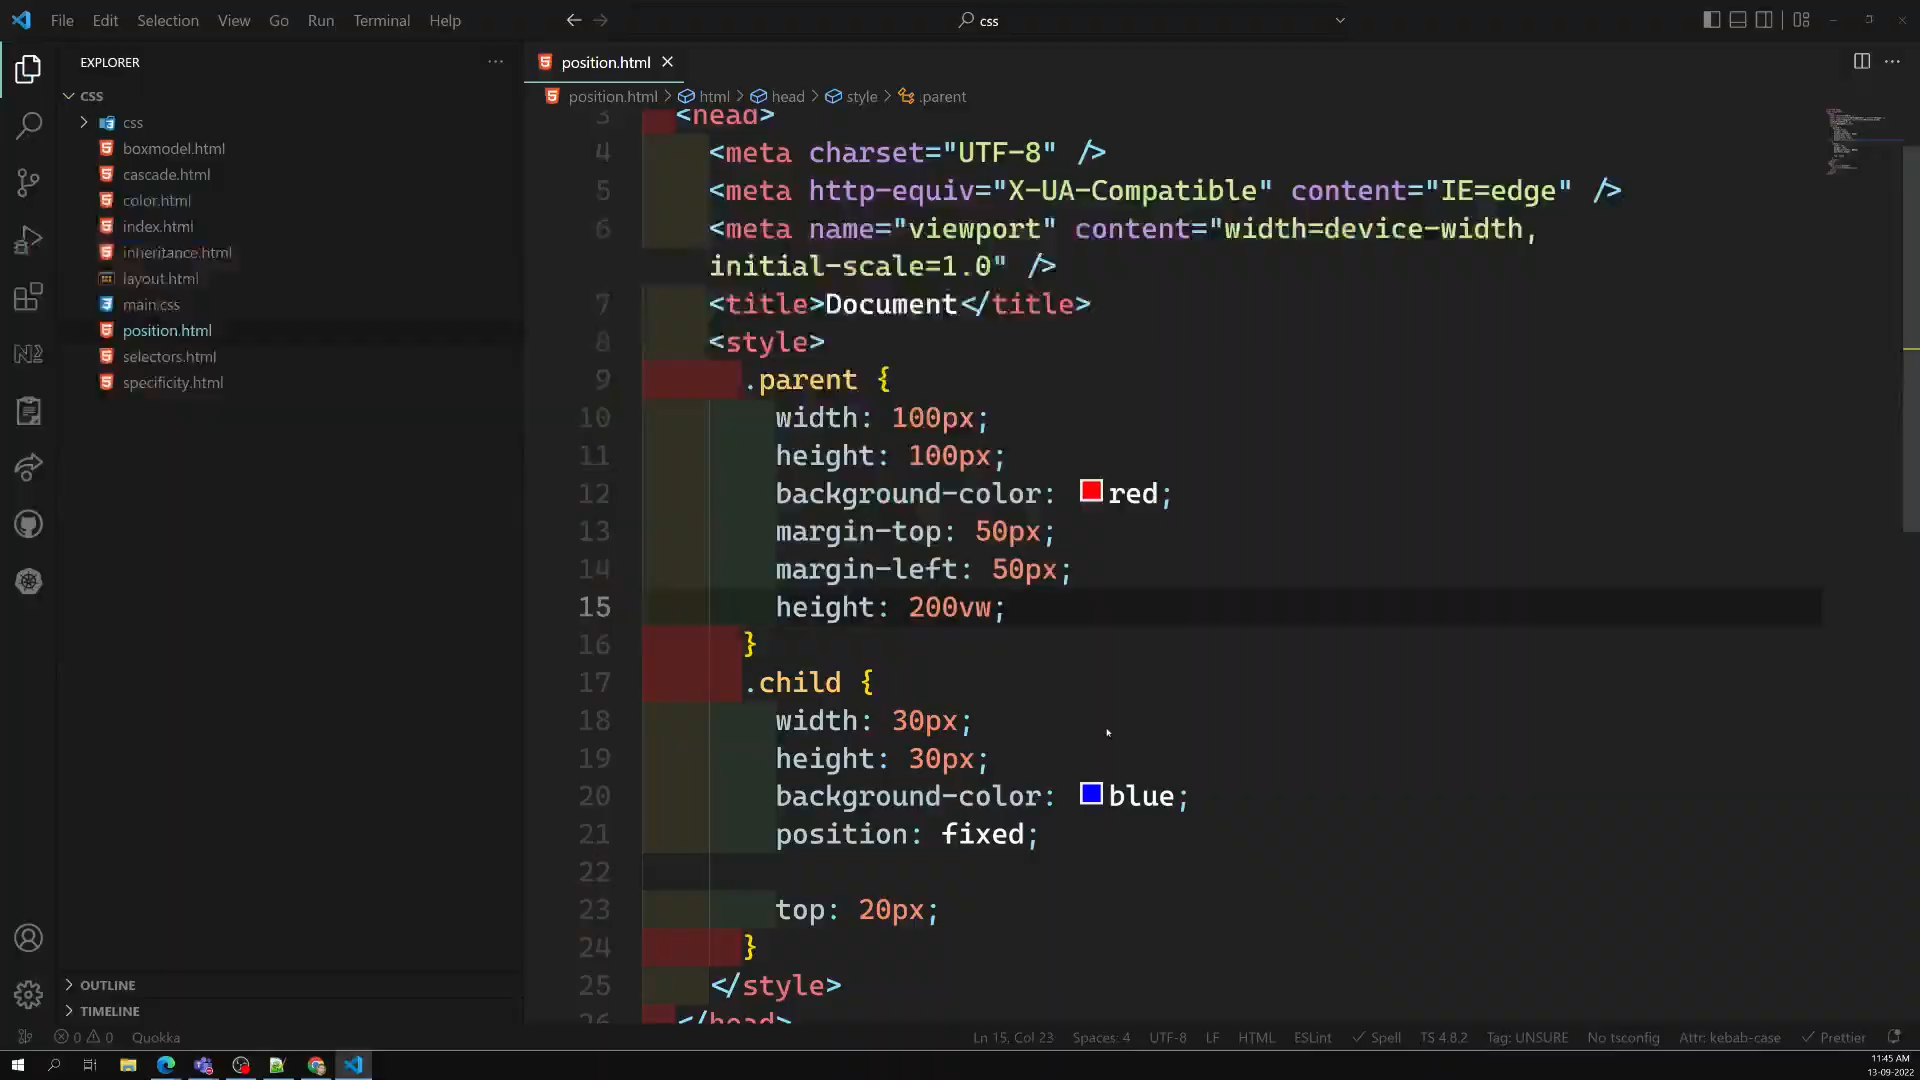 File Edit Selection View Go Run Terminal Help
css
EXPLORER
CSS
css
boxmodel.html
cascade.html
color.html
index.html
inheritance.html
layout.html
main.css
position.html
selectors.html
specificity.html
OUTLINE
TIMELINE
position.html
position.html > html > head > style > .parent
3 <head>
4 <meta charset="UTF-8" />
5 <meta http-equiv="X-UA-Compatible" content="IE=edge" />
6 <meta name="viewport" content="width=device-width,
initial-scale=1.0" />
7 <title>Document</title>
8 <style>
9 .parent {
10 width: 100px;
11 height: 100px;
12 background-color: red;
13 margin-top: 50px;
14 margin-left: 50px;
15 height: 200vw;
16 }
17 .child {
18 width: 30px;
19 height: 30px;
20 background-color: blue;
21 position: fixed;
22
23 top: 20px;
24 }
25 </style>
26 </head>
0 0 Quokka Ln 15, Col 23 Spaces: 4 UTF-8 LF HTML ESLint Spell TS 4.8.2 Tag: UNSURE No tsconfig Attr: kebab-case Prettier
11:45 AM
13-09-2022